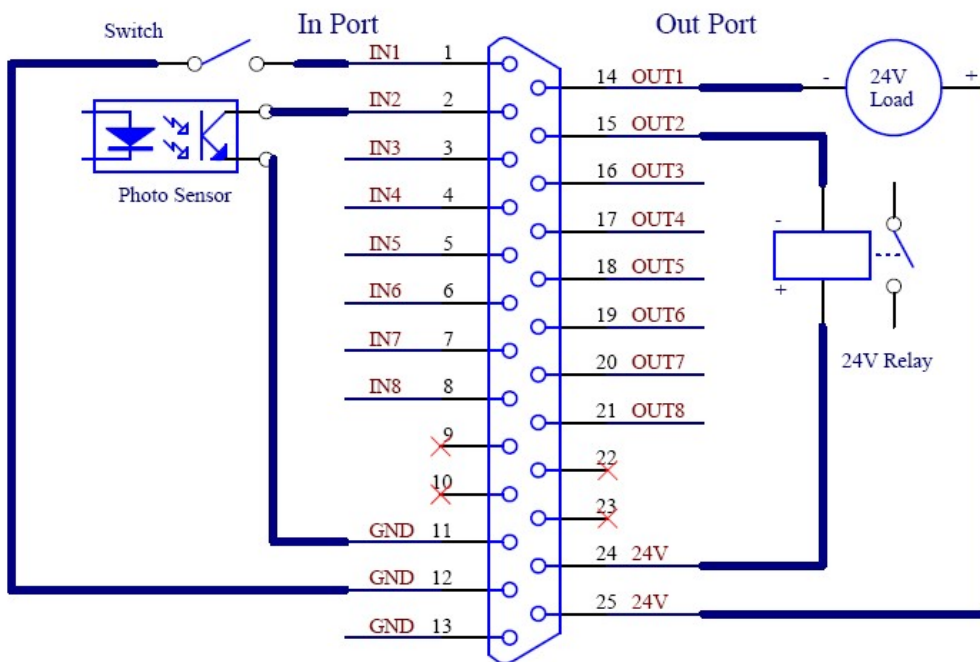 In Port
Out Port
Switch
IN1 1
IN2 2
Photo Sensor
IN3 3
IN4 4
IN5 5
IN6 6
IN7 7
IN8 8
9
10
GND 11
GND 12
GND 13
14 OUT1
- 24V Load +
15 OUT2
16 OUT3
17 OUT4
18 OUT5
19 OUT6
20 OUT7
21 OUT8
22
23
24 24V
25 24V
-
+
24V Relay